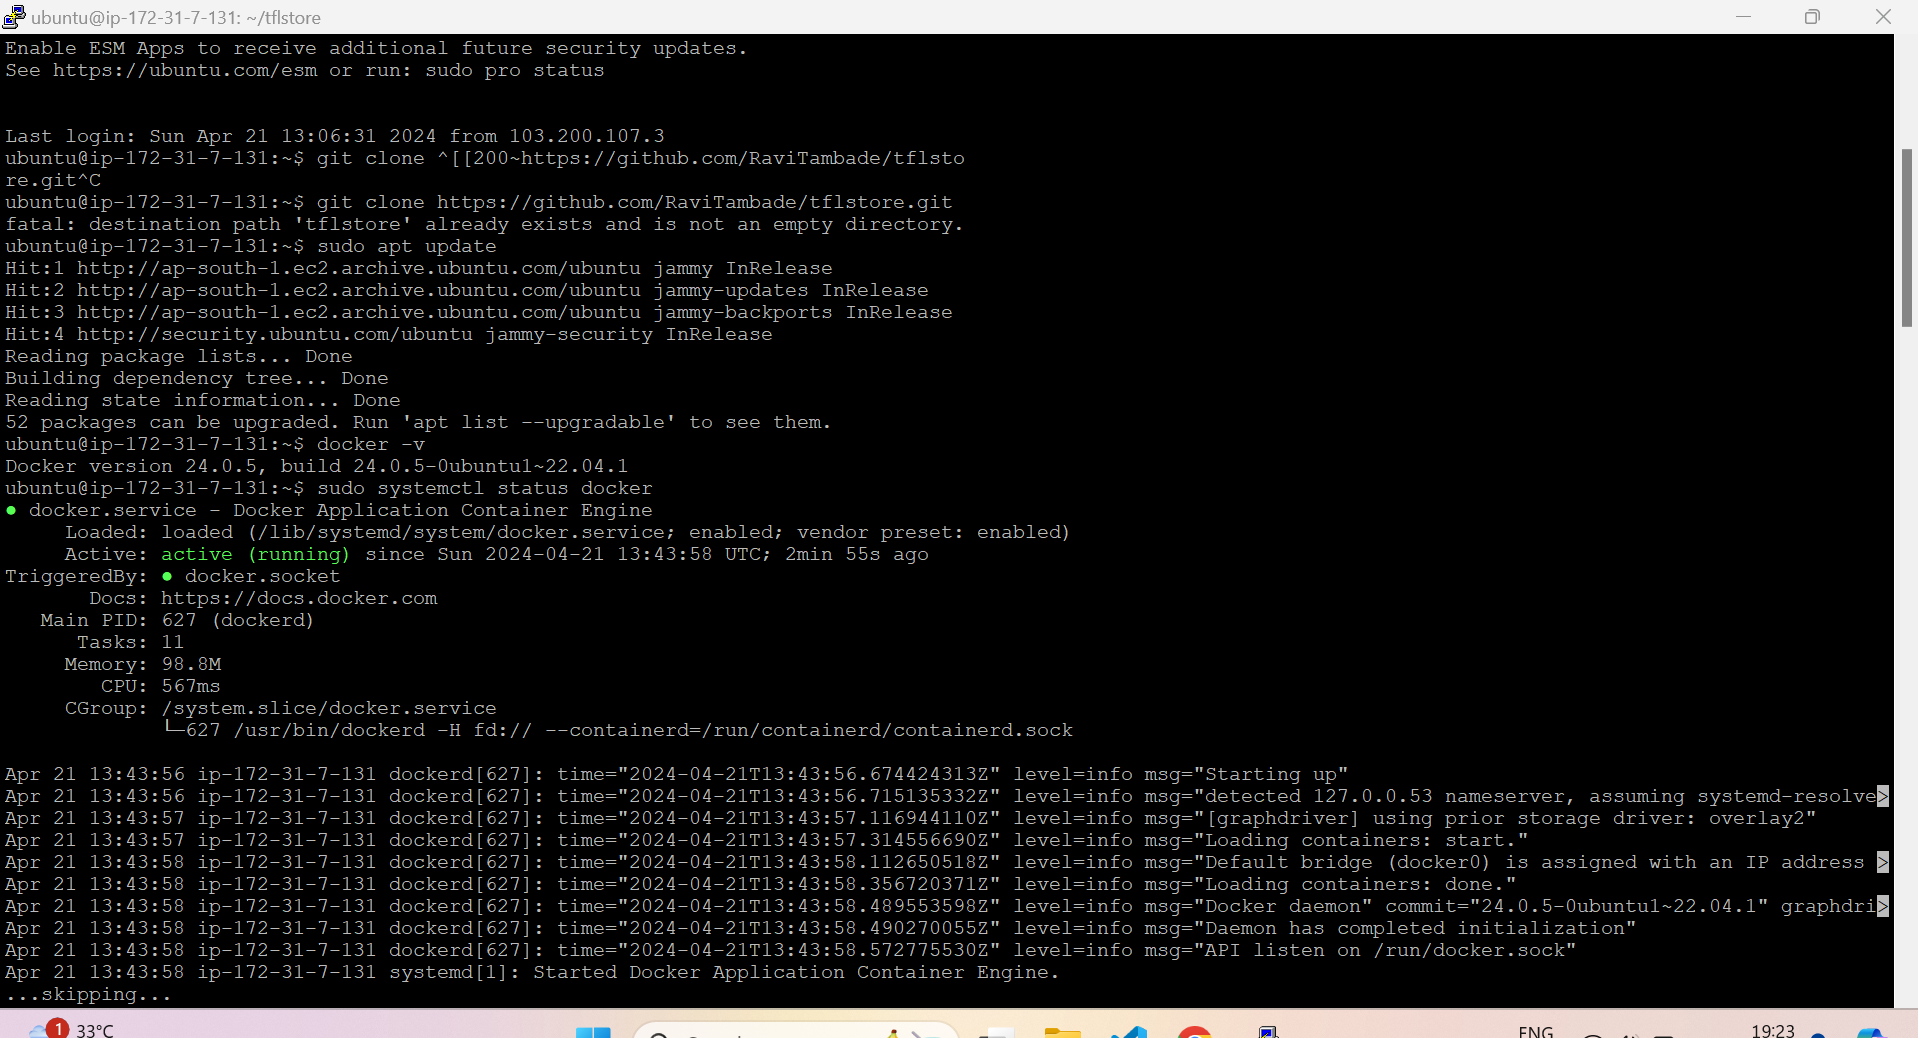 ubuntu@ip-172-31-7-131: ~/tflstore
Enable ESM Apps to receive additional future security updates.
See https://ubuntu.com/esm or run: sudo pro status
Last login: Sun Apr 21 13:06:31 2024 from 103.200.107.3
ubuntu@ip-172-31-7-131:~$ git clone ^[[200~https://github.com/RaviTambade/tflsto
re.git^C
ubuntu@ip-172-31-7-131:~$ git clone https://github.com/RaviTambade/tflstore.git
fatal: destination path 'tflstore' already exists and is not an empty directory.
ubuntu@ip-172-31-7-131:~$ sudo apt update
Hit:1 http://ap-south-1.ec2.archive.ubuntu.com/ubuntu jammy InRelease
Hit:2 http://ap-south-1.ec2.archive.ubuntu.com/ubuntu jammy-updates InRelease
Hit:3 http://ap-south-1.ec2.archive.ubuntu.com/ubuntu jammy-backports InRelease
Hit:4 http://security.ubuntu.com/ubuntu jammy-security InRelease
Reading package lists... Done
Building dependency tree... Done
Reading state information... Done
52 packages can be upgraded. Run 'apt list --upgradable' to see them.
ubuntu@ip-172-31-7-131:~$ docker -v
Docker version 24.0.5, build 24.0.5-0ubuntu1~22.04.1
ubuntu@ip-172-31-7-131:~$ sudo systemctl status docker
● docker.service - Docker Application Container Engine
Loaded: loaded (/lib/systemd/system/docker.service; enabled; vendor preset: enabled)
Active: active (running) since Sun 2024-04-21 13:43:58 UTC; 2min 55s ago
TriggeredBy: ● docker.socket
Docs: https://docs.docker.com
Main PID: 627 (dockerd)
Tasks: 11
Memory: 98.8M
CPU: 567ms
CGroup: /system.slice/docker.service
└─627 /usr/bin/dockerd -H fd:// --containerd=/run/containerd/containerd.sock
Apr 21 13:43:56 ip-172-31-7-131 dockerd[627]: time="2024-04-21T13:43:56.674424313Z" level=info msg="Starting up"
Apr 21 13:43:56 ip-172-31-7-131 dockerd[627]: time="2024-04-21T13:43:56.715135332Z" level=info msg="detected 127.0.0.53 nameserver, assuming systemd-resolve>
Apr 21 13:43:57 ip-172-31-7-131 dockerd[627]: time="2024-04-21T13:43:57.116944110Z" level=info msg="[graphdriver] using prior storage driver: overlay2"
Apr 21 13:43:57 ip-172-31-7-131 dockerd[627]: time="2024-04-21T13:43:57.314556690Z" level=info msg="Loading containers: start."
Apr 21 13:43:58 ip-172-31-7-131 dockerd[627]: time="2024-04-21T13:43:58.112650518Z" level=info msg="Default bridge (docker0) is assigned with an IP address >
Apr 21 13:43:58 ip-172-31-7-131 dockerd[627]: time="2024-04-21T13:43:58.356720371Z" level=info msg="Loading containers: done."
Apr 21 13:43:58 ip-172-31-7-131 dockerd[627]: time="2024-04-21T13:43:58.489553598Z" level=info msg="Docker daemon" commit="24.0.5-0ubuntu1~22.04.1" graphdri>
Apr 21 13:43:58 ip-172-31-7-131 dockerd[627]: time="2024-04-21T13:43:58.490270055Z" level=info msg="Daemon has completed initialization"
Apr 21 13:43:58 ip-172-31-7-131 dockerd[627]: time="2024-04-21T13:43:58.572775530Z" level=info msg="API listen on /run/docker.sock"
Apr 21 13:43:58 ip-172-31-7-131 systemd[1]: Started Docker Application Container Engine.
...skipping...
1 33°C ENG 19:23